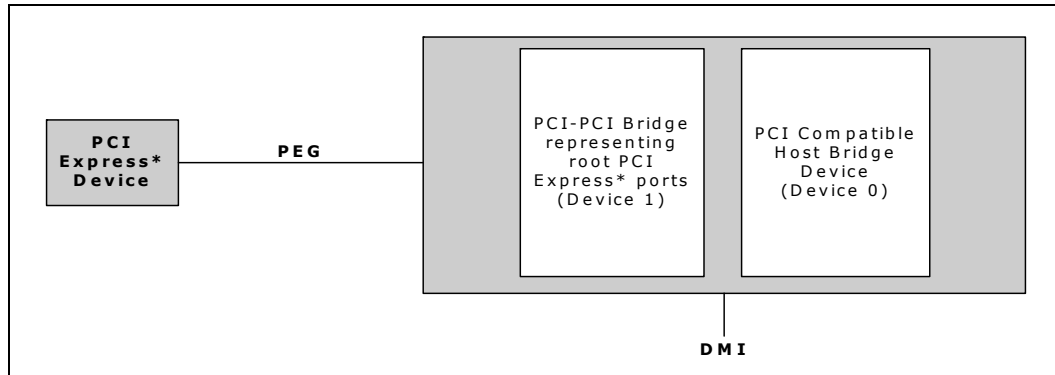 PCI
Express*
Device
PEG
PCI-PCI Bridge
representing
root PCI
Express* ports
(Device 1)
PCI Compatible
Host Bridge
Device
(Device 0)
DMI